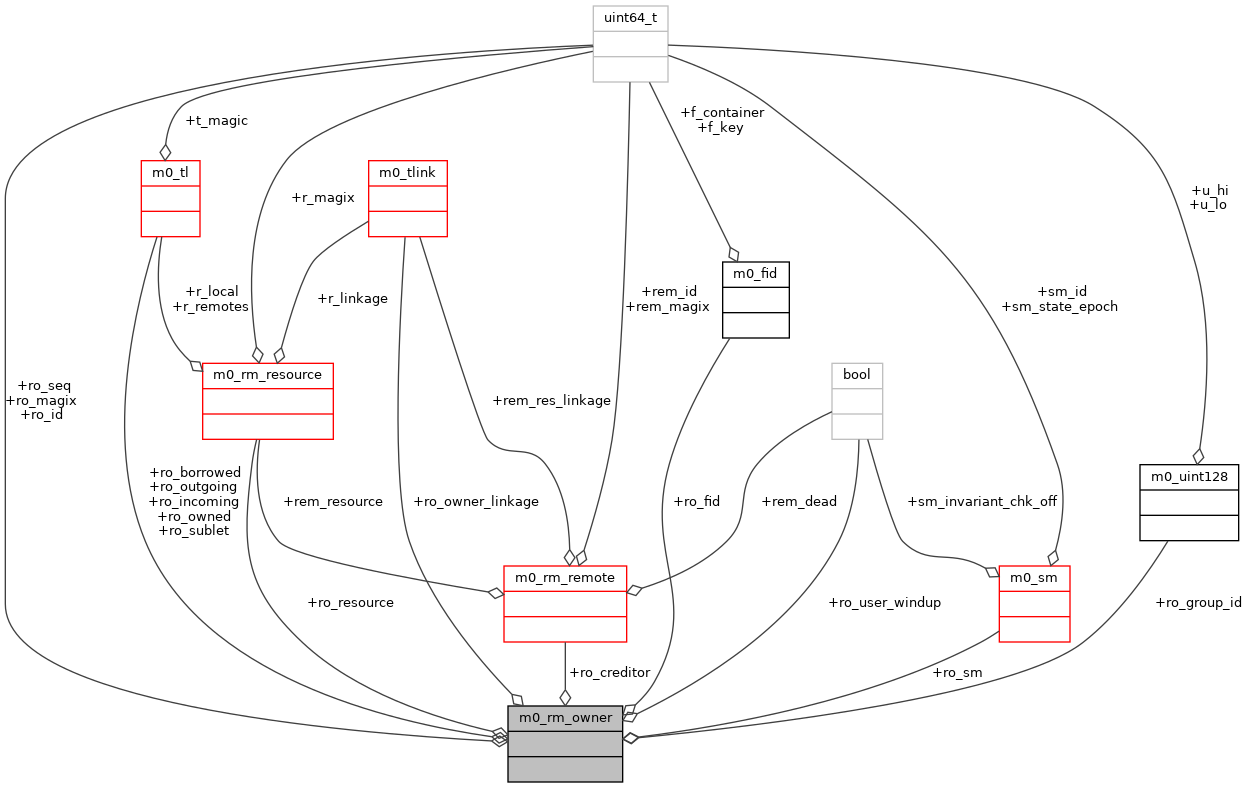 uint64_t
+f_container
+f_key
+t_magic
m0_tl
m0_tlink
+r_magix
+u_hi
+u_lo
m0_fid
+r_local
+r_remotes
+r_linkage
+rem_id
+rem_magix
+sm_id
+sm_state_epoch
m0_rm_resource
bool
+ro_seq
+ro_magix
+ro_id
+rem_res_linkage
+ro_borrowed
+ro_outgoing
+ro_incoming
+ro_owned
+ro_sublet
+rem_resource
+ro_owner_linkage
+ro_fid
+rem_dead
+sm_invariant_chk_off
m0_uint128
m0_rm_remote
m0_sm
+ro_resource
+ro_user_windup
+ro_group_id
+ro_creditor
+ro_sm
m0_rm_owner